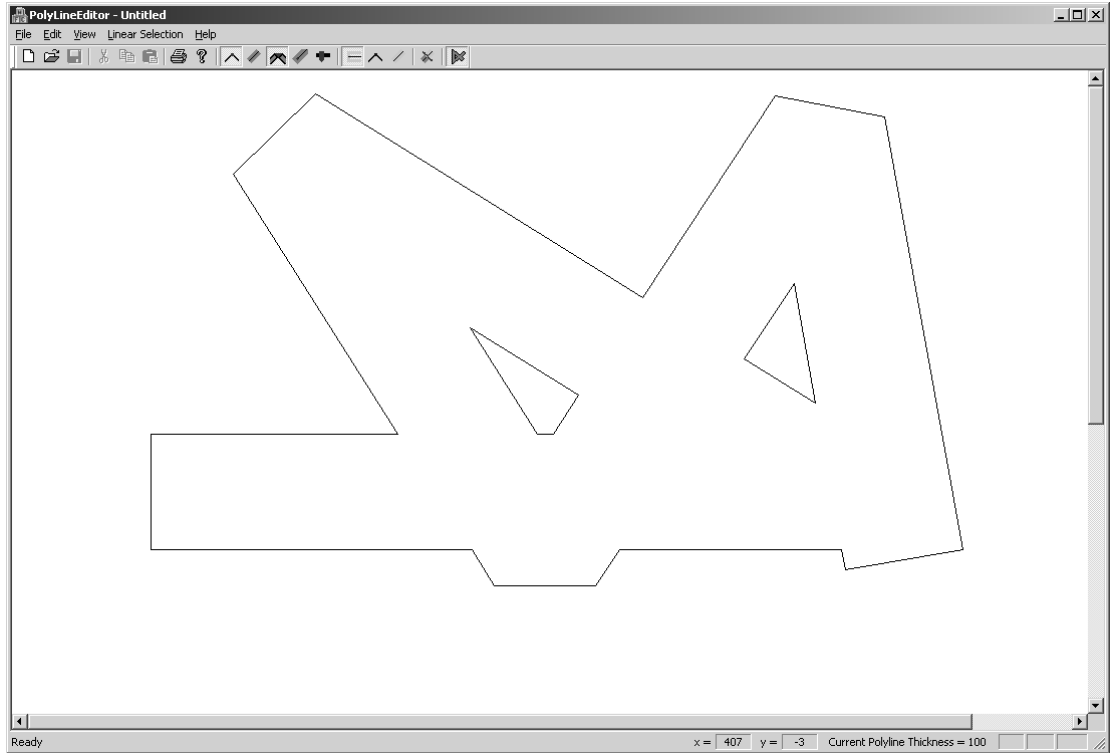 PolyLineEditor - Untitled
File Edit View Linear Selection Help
Ready x = 407 y = -3 Current Polyline Thickness = 100